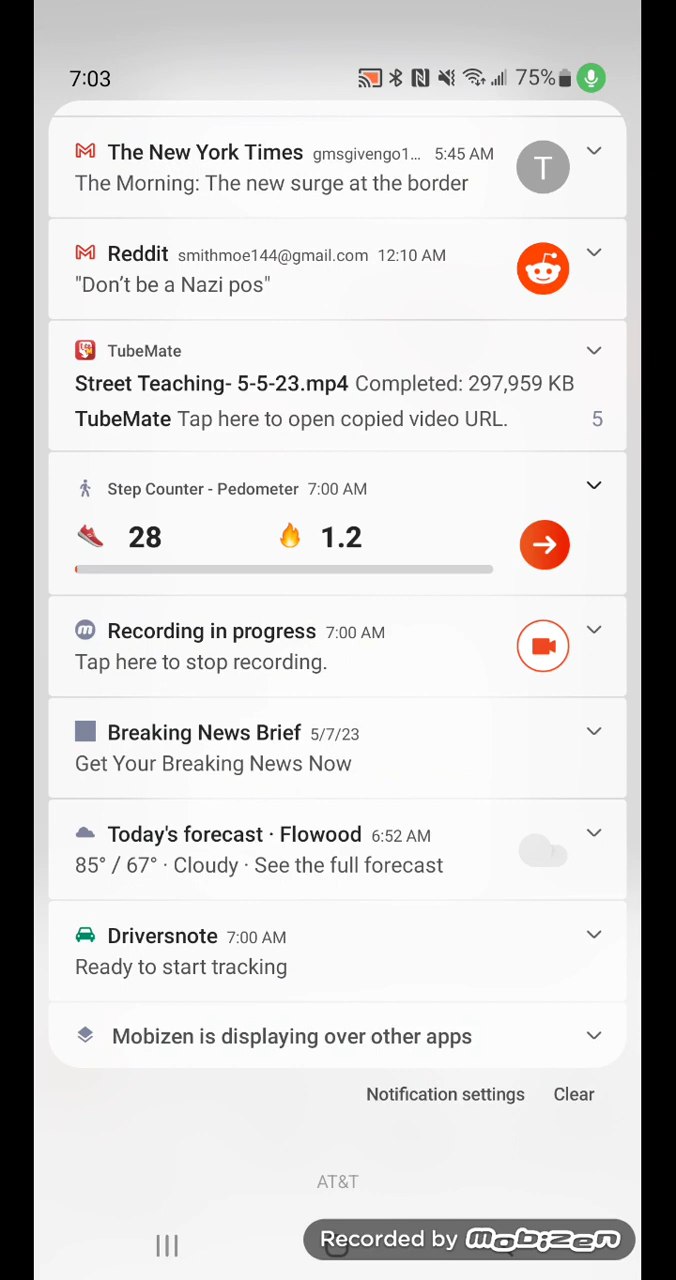 7:03
75%
The New York Times gmsgivengo1... 5:45 AM
T
The Morning: The new surge at the border
Reddit smithmoe144@gmail.com 12:10 AM
"Don't be a Nazi pos"
TubeMate
Street Teaching- 5-5-23.mp4 Completed: 297,959 KB
TubeMate Tap here to open copied video URL.
5
Step Counter - Pedometer 7:00 AM
28
1.2
Recording in progress 7:00 AM
Tap here to stop recording.
Breaking News Brief 5/7/23
Get Your Breaking News Now
Today's forecast · Flowood 6:52 AM
85° / 67° · Cloudy · See the full forecast
Driversnote 7:00 AM
Ready to start tracking
Mobizen is displaying over other apps
Notification settings Clear
AT&T
Recorded by mobizen